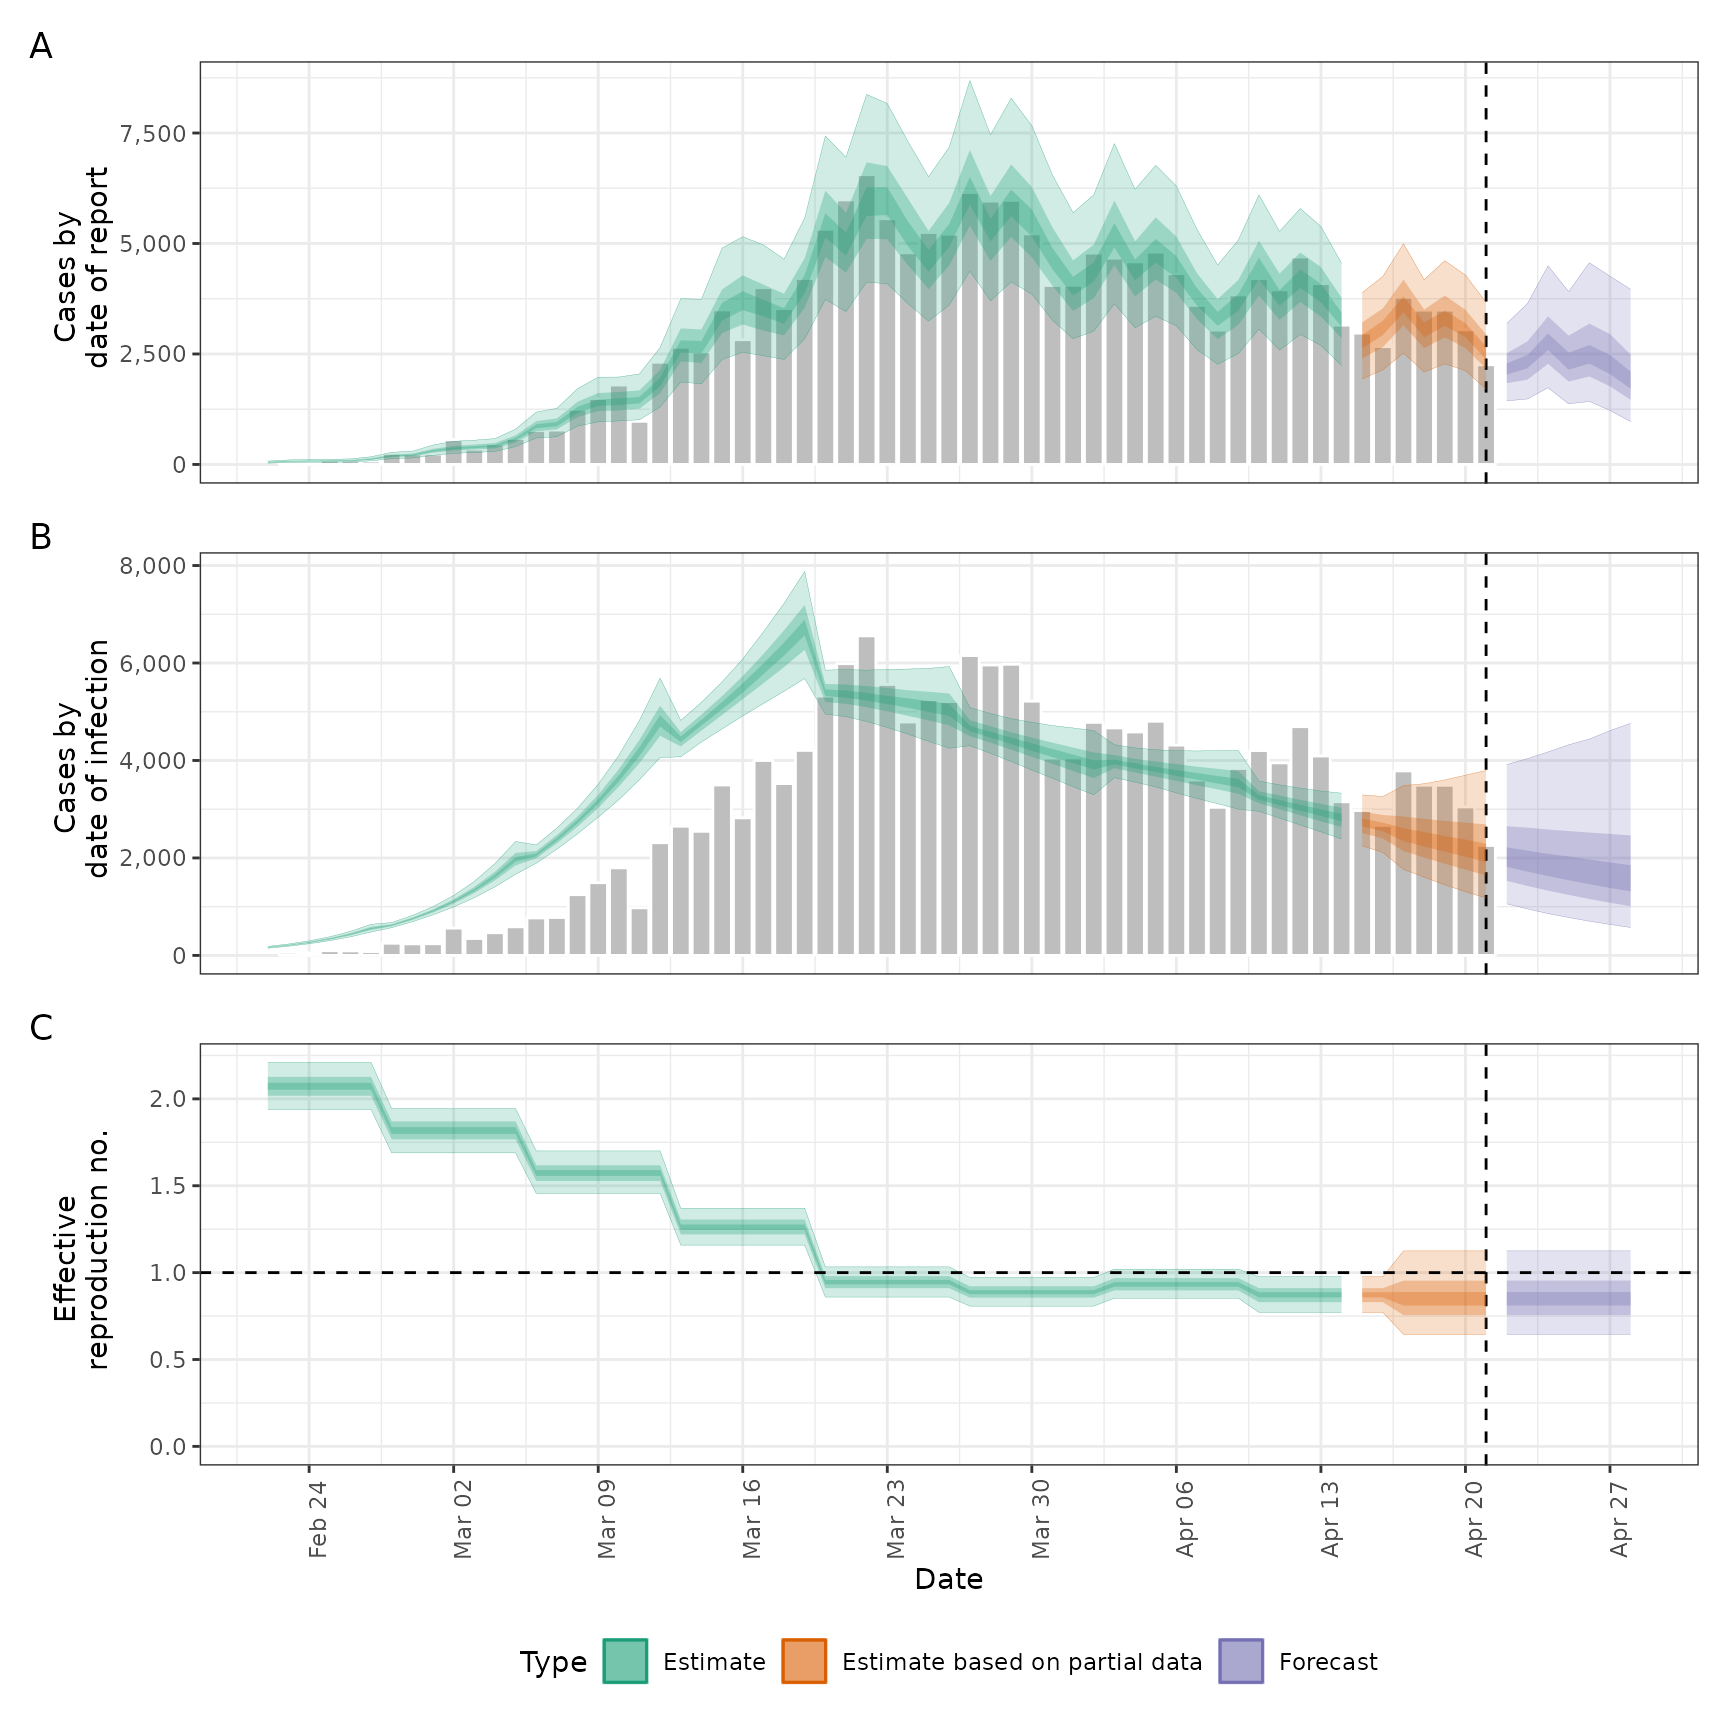 A
Cases by
date of report
7,500
5,000
2,500
0
B
Cases by
date of infection
8,000
6,000
4,000
2,000
0
C
Effective
reproduction no.
2.0
1.5
1.0
0.5
0.0
Feb 24
Mar 02
Mar 09
Mar 16
Mar 23
Mar 30
Apr 06
Apr 13
Apr 20
Apr 27
Date
Type Estimate Estimate based on partial data Forecast